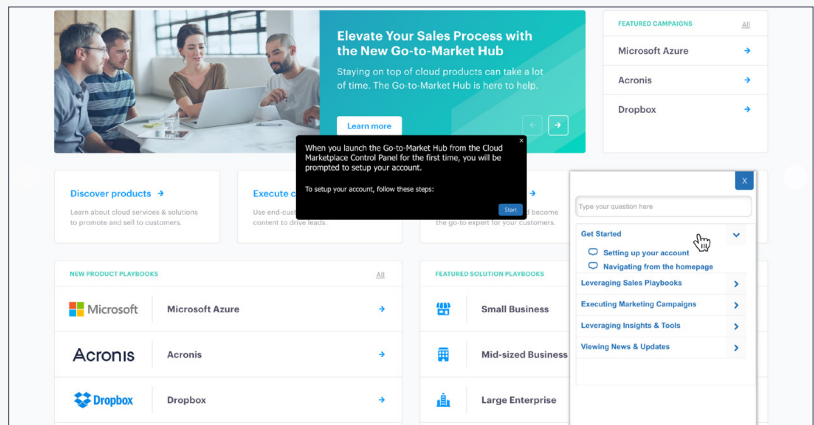 Elevate Your Sales Process with
the New Go-to-Market Hub
Staying on top of cloud products can take a lot
of time. The Go-to-Market Hub is here to help.
Learn more
FEATURED CAMPAIGNS
All
Microsoft Azure
Acronis
Dropbox
x
When you launch the Go-to-Market Hub from the Cloud
Marketplace Control Panel for the first time, you will be
prompted to setup your account.
To setup your account, follow these steps:
Start
Discover products
Learn about cloud services & solutions
to promote and sell to customers.
Execute c
Use end-cus
content to drive leads.
d become
the go-to expert for your customers.
X
Type your question here
Get Started
Setting up your account
Navigating from the homepage
Leveraging Sales Playbooks
Executing Marketing Campaigns
Leveraging Insights & Tools
Viewing News & Updates
NEW PRODUCT PLAYBOOKS
All
Microsoft
Microsoft Azure
Acronis
Acronis
Dropbox
Dropbox
FEATURED SOLUTION PLAYBOOKS
Small Business
Mid-sized Business
Large Enterprise